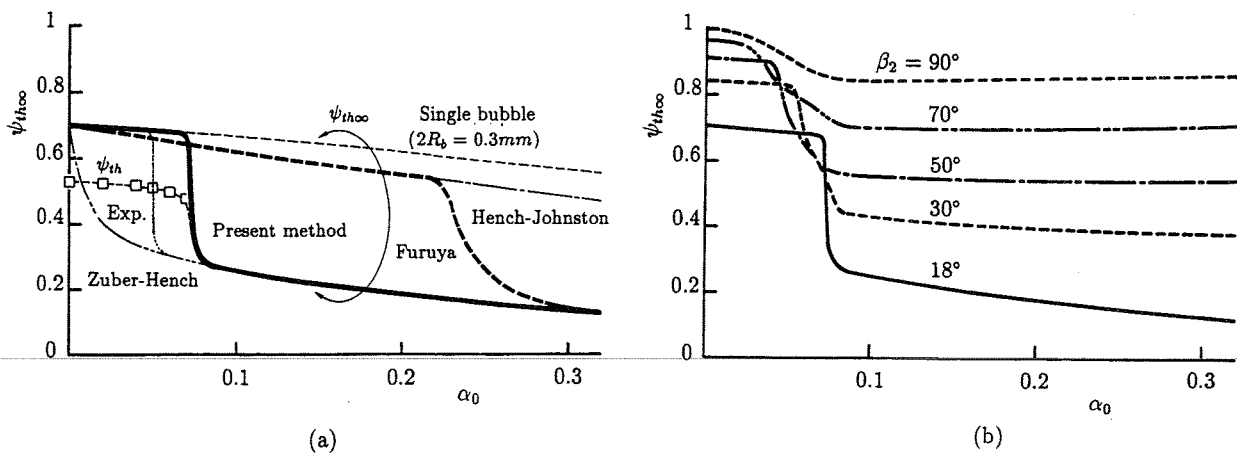 1
0.8
0.6
0.4
0.2
0
ψth∞
ψth∞
Single bubble
(2Rb = 0.3mm)
ψth
Exp.
Present method
Hench-Johnston
Furuya
Zuber-Hench
0.1
0.2
0.3
α0
(a)
1
0.8
0.6
0.4
0.2
0
ψth∞
β2 = 90°
70°
50°
30°
18°
0.1
0.2
0.3
α0
(b)